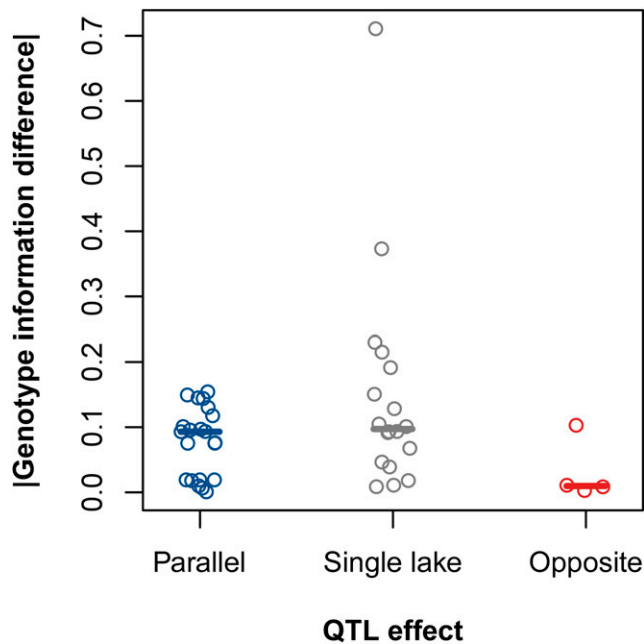 |Genotype information difference|
0.7
0.6
0.5
0.4
0.3
0.2
0.1
0.0
Parallel Single lake Opposite
QTL effect